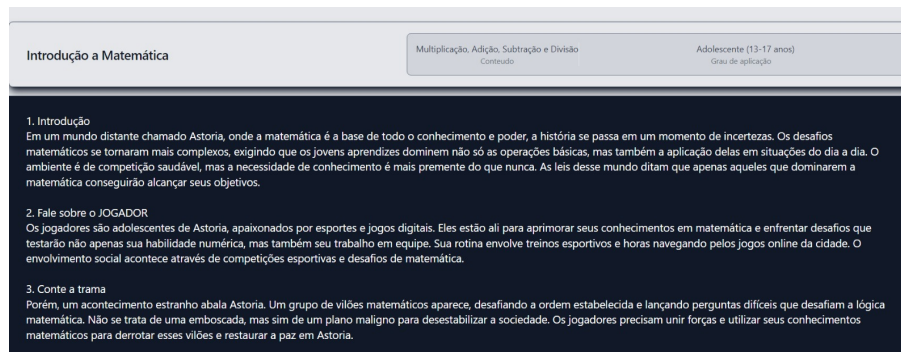 Introdução a Matemática
Multiplicação, Adição, Subtração e Divisão
Conteudo
Adolescente (13-17 anos)
Grau de aplicação
1. Introdução
Em um mundo distante chamado Astoria, onde a matemática é a base de todo o conhecimento e poder, a história se passa em um momento de incertezas. Os desafios
matemáticos se tornaram mais complexos, exigindo que os jovens aprendizes dominem não só as operações básicas, mas também a aplicação delas em situações do dia a dia. O
ambiente é de competição saudável, mas a necessidade de conhecimento é mais premente do que nunca. As leis desse mundo ditam que apenas aqueles que dominarem a
matemática conseguirão alcançar seus objetivos.
2. Fale sobre o JOGADOR
Os jogadores são adolescentes de Astoria, apaixonados por esportes e jogos digitais. Eles estão ali para aprimorar seus conhecimentos em matemática e enfrentar desafios que
testarão não apenas sua habilidade numérica, mas também seu trabalho em equipe. Sua rotina envolve treinos esportivos e horas navegando pelos jogos online da cidade. O
envolvimento social acontece através de competições esportivas e desafios de matemática.
3. Conte a trama
Porém, um acontecimento estranho abala Astoria. Um grupo de vilões matemáticos aparece, desafiando a ordem estabelecida e lançando perguntas difíceis que desafiam a lógica
matemática. Não se trata de uma emboscada, mas sim de um plano maligno para desestabilizar a sociedade. Os jogadores precisam unir forças e utilizar seus conhecimentos
matemáticos para derrotar esses vilões e restaurar a paz em Astoria.